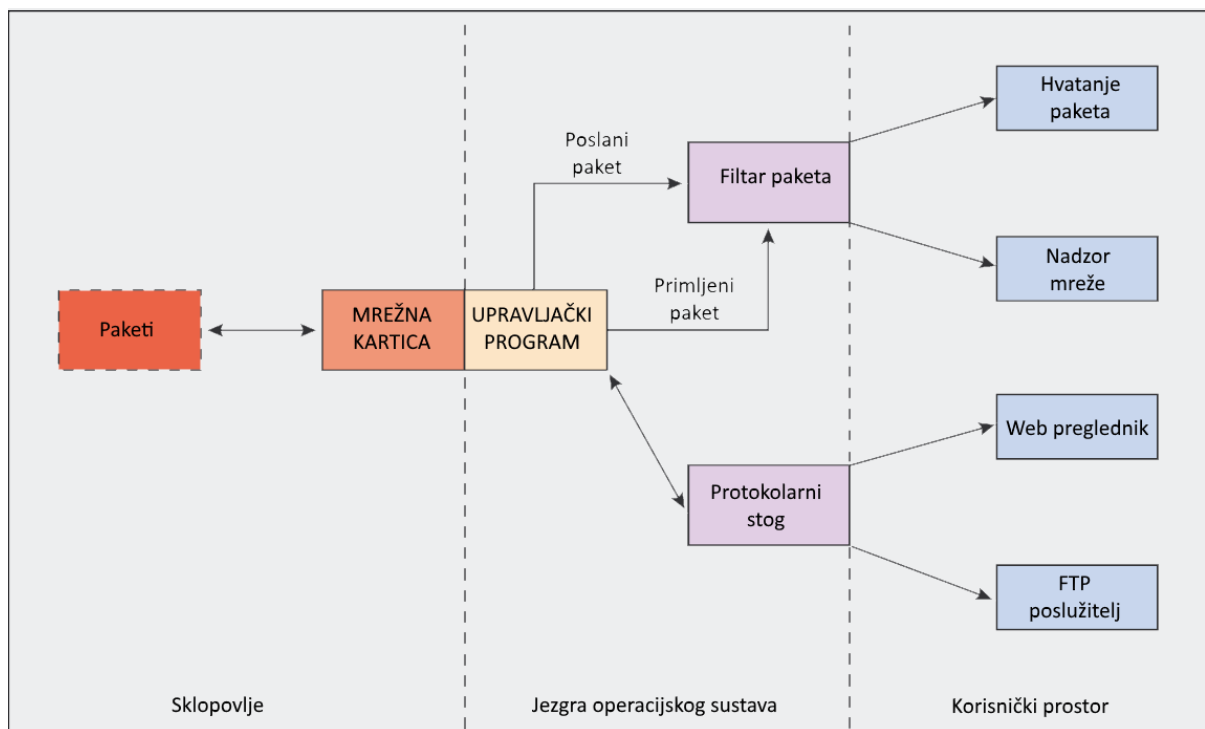 Hvatanje
paketa
Poslani
paket
Filtar paketa
Nadzor
mreže
Primljeni
paket
Paketi
MREŽNA
KARTICA
UPRAVLJAČKI
PROGRAM
Web preglednik
Protokolarni
stog
FTP
poslužitelj
Sklopovlje
Jezgra operacijskog sustava
Korisnički prostor